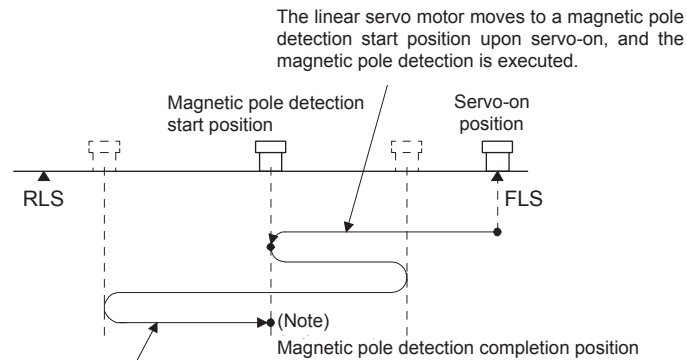 The linear servo motor moves to a magnetic pole
detection start position upon servo-on, and the
magnetic pole detection is executed.
Magnetic pole detection
start position
Servo-on
position
RLS
FLS
(Note)
Magnetic pole detection completion position